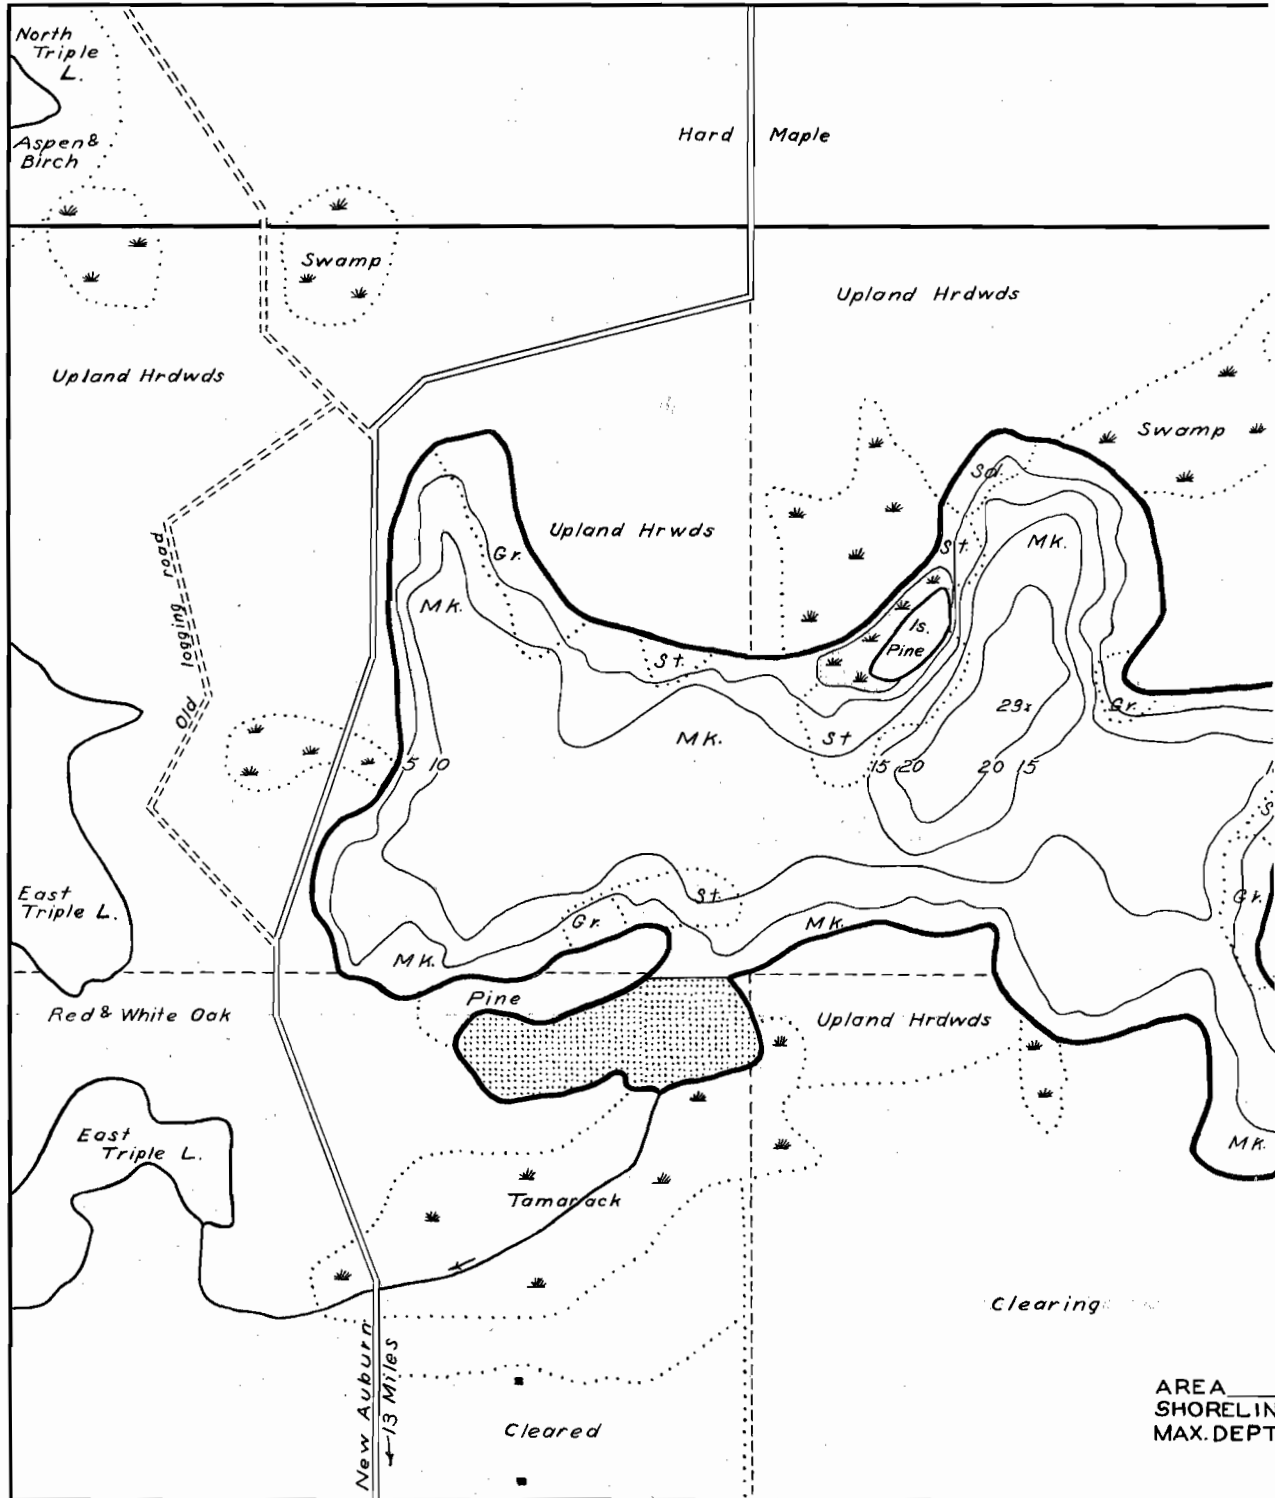 North
Triple
L.
Aspen &
Birch
Hard Maple
Swamp
Upland Hrdwds
Upland Hrdwds
Swamp
Sd.
Upland Hrwds
Gr.
St.
Mk.
Old logging road
Mk.
Is.
Pine
St.
29x
Gr.
Mk.
St
5 10
15 20
20 15
East
Triple L.
St.
Gr.
Mk.
Gr.
Mk.
Pine
Red & White Oak
Upland Hrdwds
East
Triple L.
Mk.
Tamarack
Clearing
New Auburn
←13 Miles
Cleared
AREA
SHORELIN
MAX. DEPT